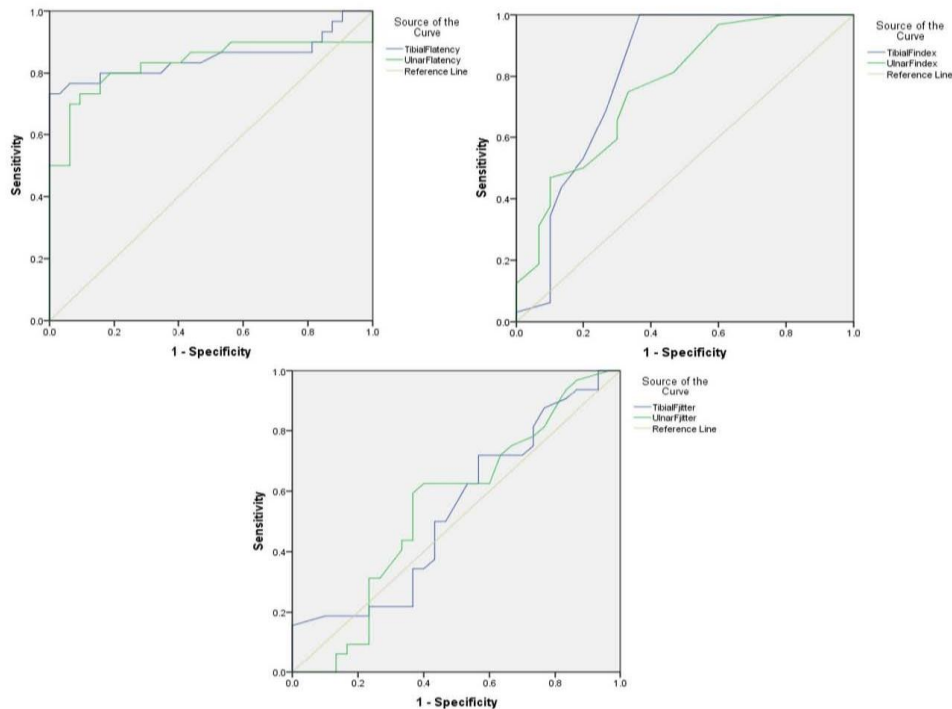 Source of the
Curve
TibialFlatency
UlnarFlatency
Reference Line
Sensitivity
1.0
0.8
0.6
0.4
0.2
0.0
0.0 0.2 0.4 0.6 0.8 1.0
1 - Specificity
Source of the
Curve
TibialFindex
UlnarFindex
Reference Line
Sensitivity
1.0
0.8
0.6
0.4
0.2
0.0
0.0 0.2 0.4 0.6 0.8 1.0
1 - Specificity
Source of the
Curve
TibialFjitter
UlnarFjitter
Reference Line
Sensitivity
1.0
0.8
0.6
0.4
0.2
0.0
0.0 0.2 0.4 0.6 0.8 1.0
1 - Specificity